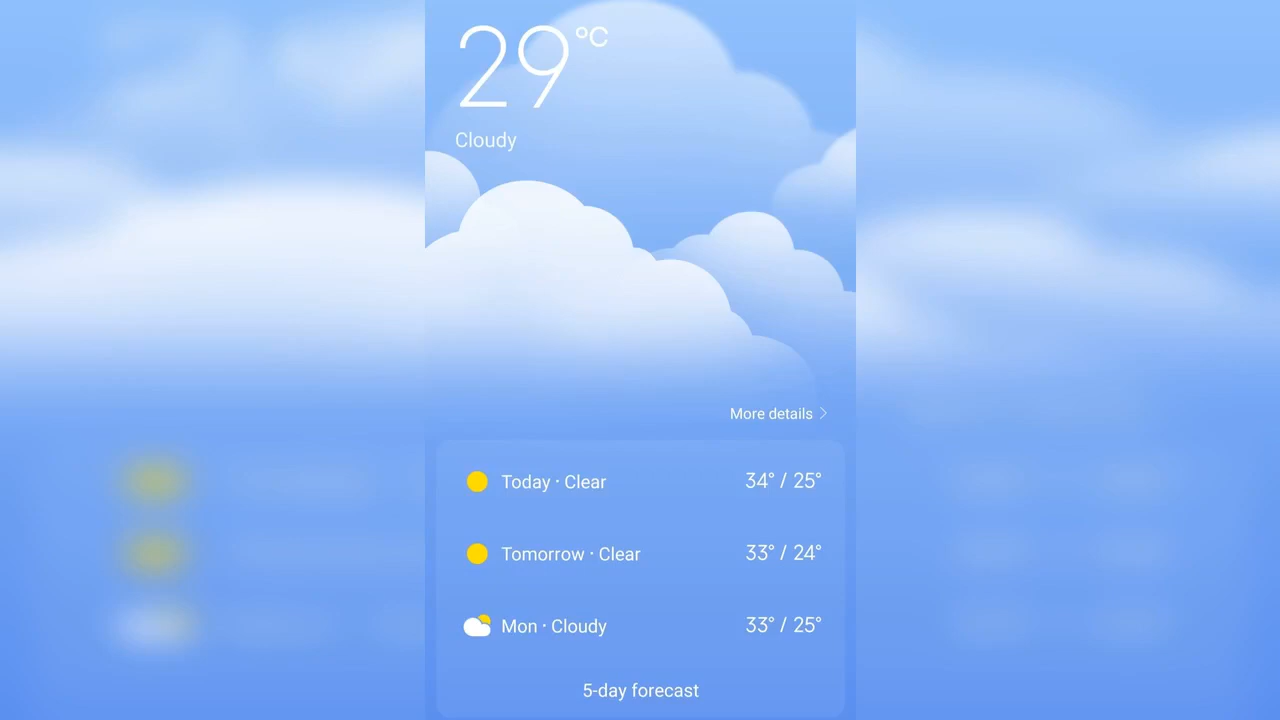 29°C
Cloudy
More details
Today · Clear 34° / 25°
Tomorrow · Clear 33° / 24°
Mon · Cloudy 33° / 25°
5-day forecast